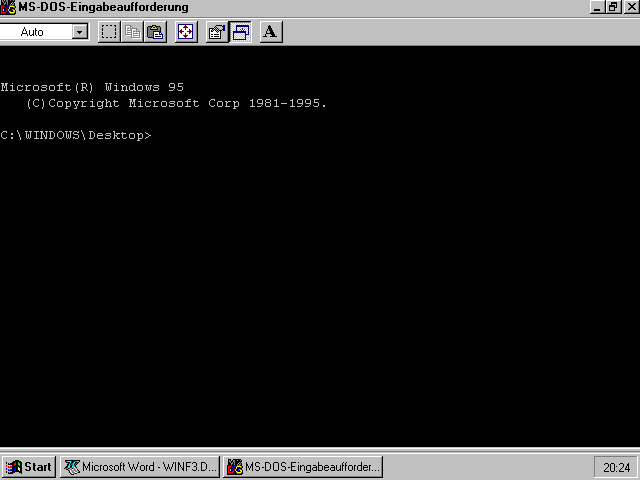 MS-DOS-Eingabeaufforderung
Auto
A
Microsoft(R) Windows 95
(C)Copyright Microsoft Corp 1981-1995.
C:\WINDOWS\Desktop>
Start
Microsoft Word - WINF3.D...
MS-DOS-Eingabeaufforder...
20:24